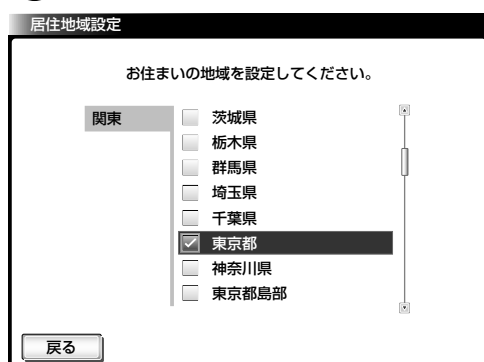 居住地域設定
お住まいの地域を設定してください。
関東
茨城県
栃木県
群馬県
埼玉県
千葉県
東京都
神奈川県
東京都島部
戻る